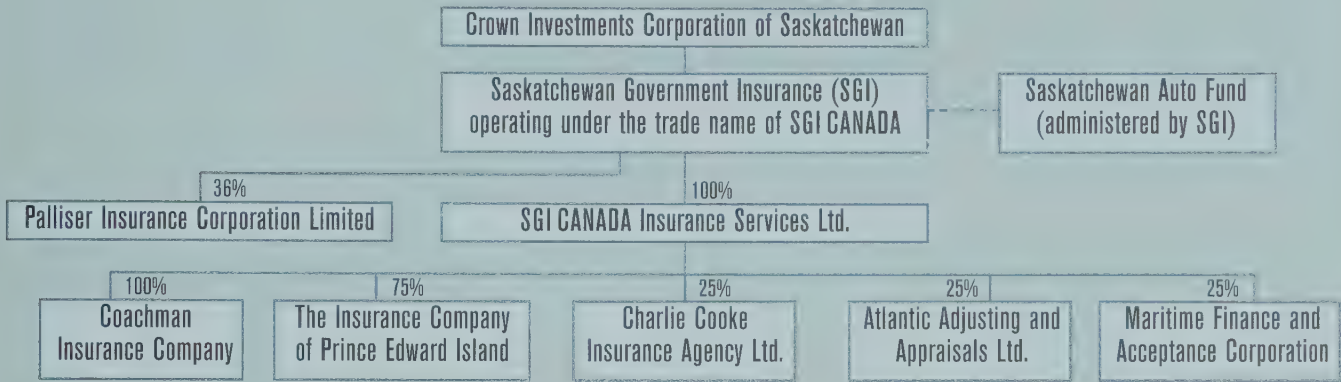 Crown Investments Corporation of Saskatchewan
Saskatchewan Government Insurance (SGI)
operating under the trade name of SGI CANADA
Saskatchewan Auto Fund
(administered by SGI)
36%
Palliser Insurance Corporation Limited
100%
SGI CANADA Insurance Services Ltd.
100%
Coachman
Insurance Company
75%
The Insurance Company
of Prince Edward Island
25%
Charlie Cooke
Insurance Agency Ltd.
25%
Atlantic Adjusting and
Appraisals Ltd.
25%
Maritime Finance and
Acceptance Corporation